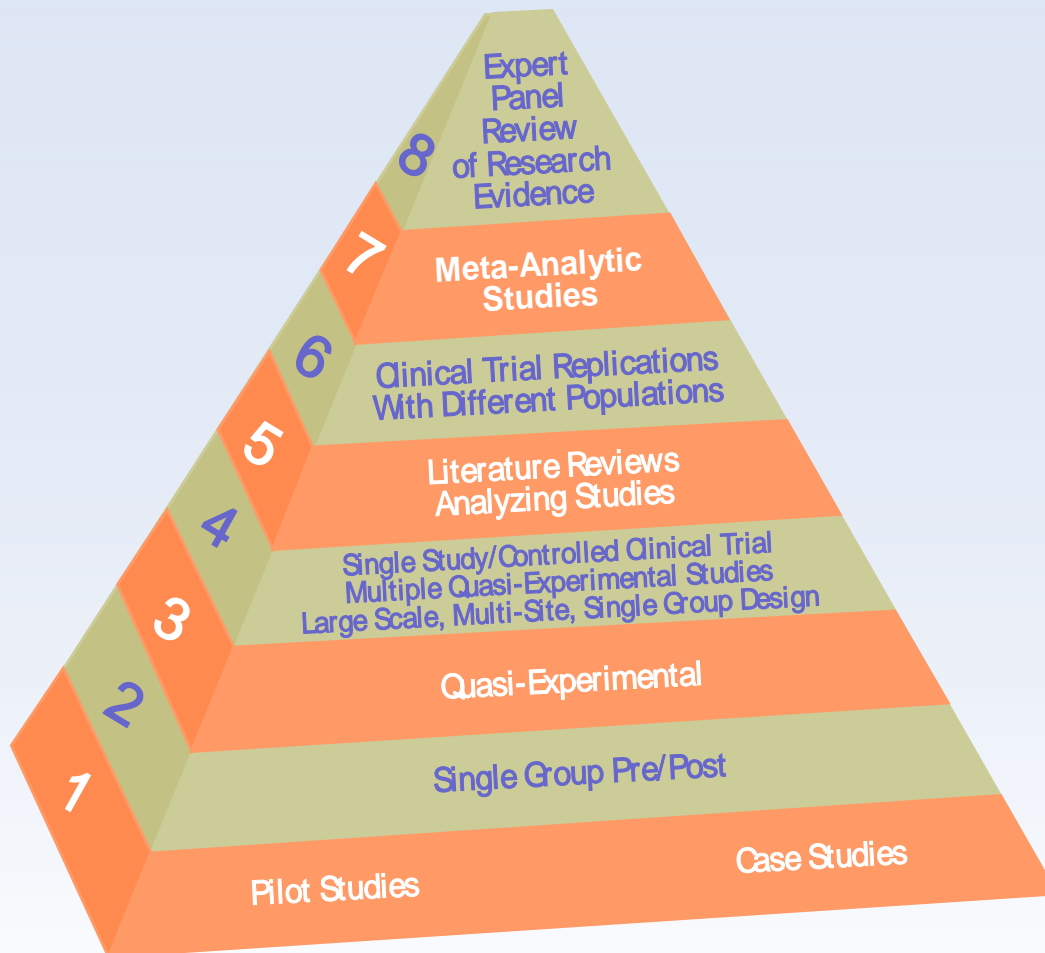 8
Expert
Panel
Review
of Research
Evidence
7
Meta-Analytic
Studies
6
Clinical Trial Replications
With Different Populations
5
Literature Reviews
Analyzing Studies
4
Single Study/Controlled Clinical Trial
Multiple Quasi-Experimental Studies
Large Scale, Multi-Site, Single Group Design
3
Quasi-Experimental
2
Single Group Pre/Post
1
Pilot Studies
Case Studies